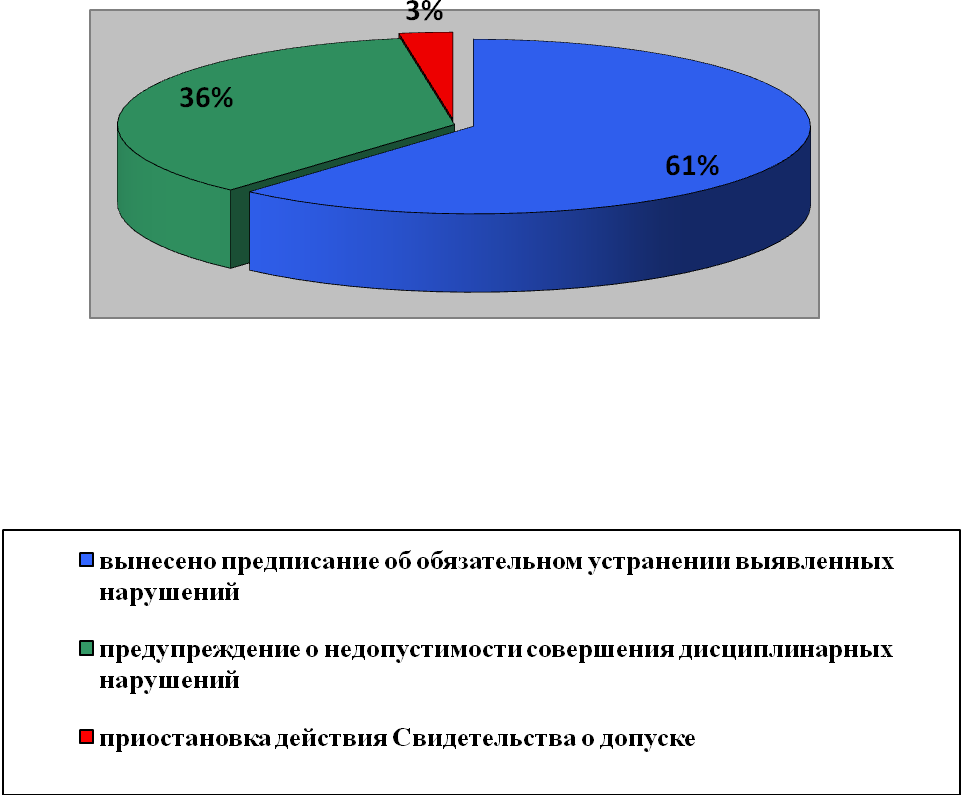 3%
36%
61%
вынесено предписание об обязательном устранении выявленных
нарушений
предупреждение о недопустимости совершения дисциплинарных
нарушений
приостановка действия Свидетельства о допуске